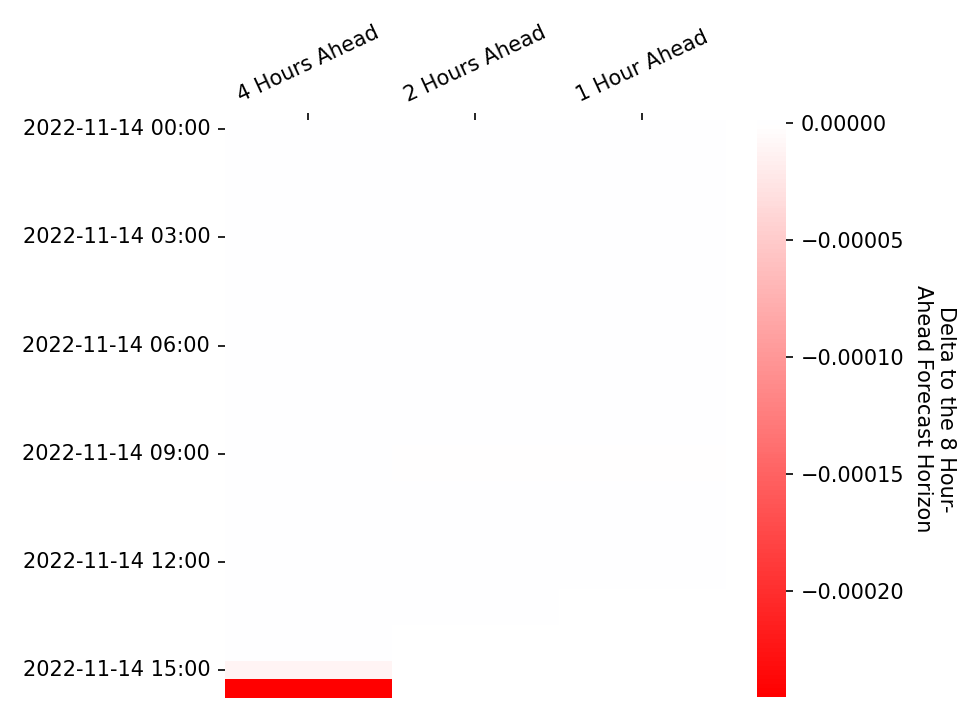 4 Hours Ahead
2 Hours Ahead
1 Hour Ahead
2022-11-14 00:00
2022-11-14 03:00
2022-11-14 06:00
2022-11-14 09:00
2022-11-14 12:00
2022-11-14 15:00
0.00000
−0.00005
−0.00010
−0.00015
−0.00020
Delta to the 8 Hour-
Ahead Forecast Horizon